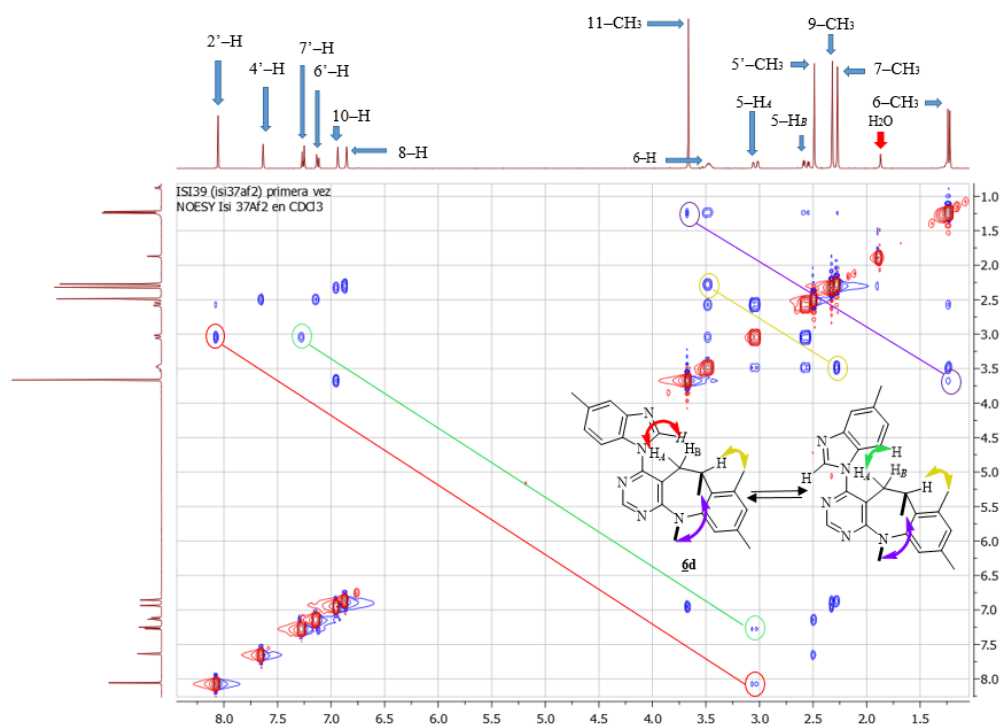 11–CH₃
9–CH₃
2'–H
7'–H
5'–CH₃
4'–H
6'–H
7–CH₃
10–H
5–HA
6–CH₃
5–HB
H₂O
8–H
6–H
ISI39 (isi37af2) primera vez
NOESY Isi 37Af2 en CDCl3
1.0
1.5
2.0
2.5
3.0
3.5
4.0
4.5
5.0
5.5
6.0
6.5
7.0
7.5
8.0
N
H
N
HA
HB
H
N
N
N
6d
N
H
N
HA
HB
H
N
N
N
8.0 7.5 7.0 6.5 6.0 5.5 5.0 4.5 4.0 3.5 3.0 2.5 2.0 1.5 1.0